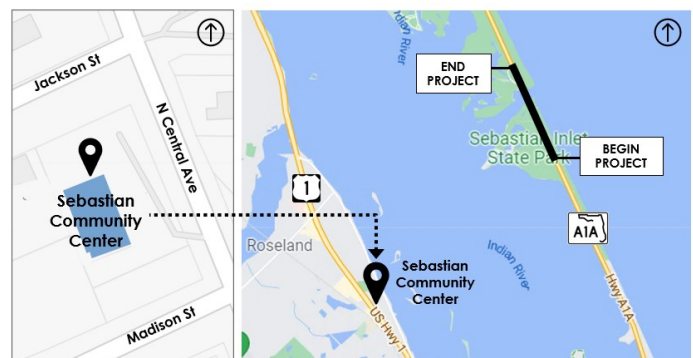 Jackson St
N Central Ave
Sebastian
Community
Center
Madison St
Indian
River
END
PROJECT
Sebastian Inlet
State Park
BEGIN
PROJECT
1
A1A
Roseland
Indian River
Hwy A1A
Sebastian
Community
Center
US Hwy 1